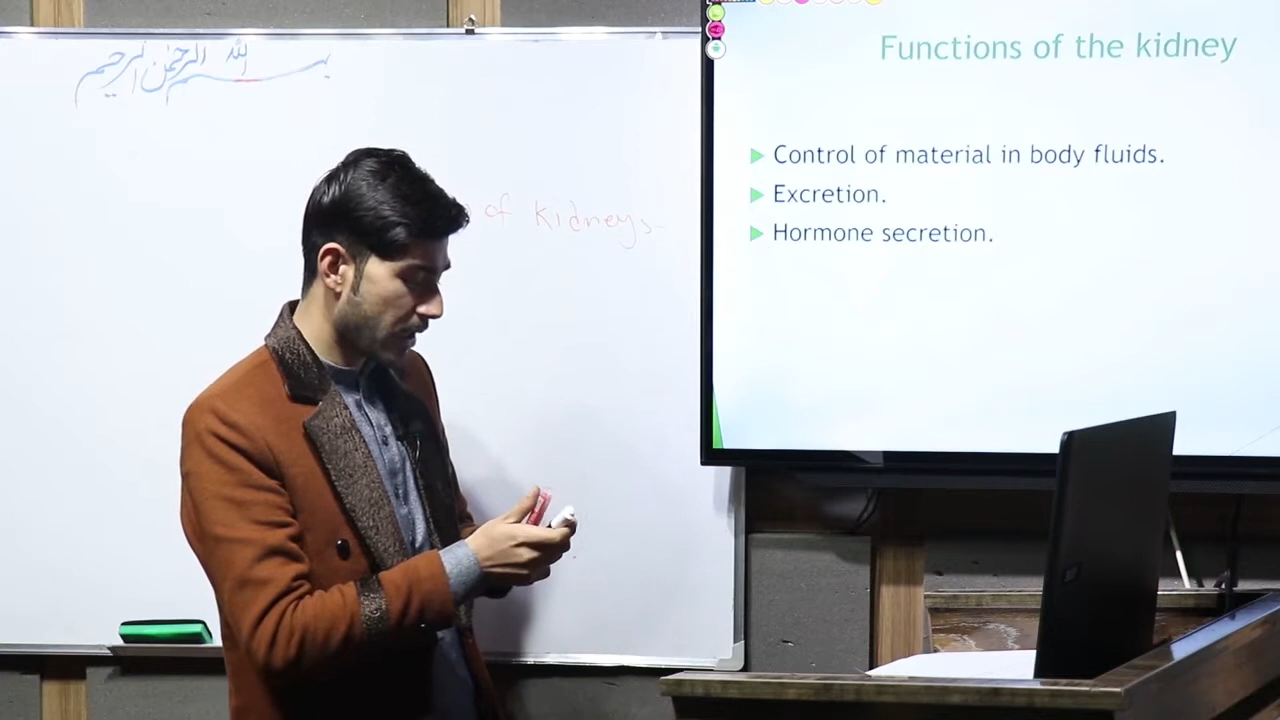 بسم الله الرحمن الرحيم
of kidneys
Functions of the kidney
Control of material in body fluids.
Excretion.
Hormone secretion.